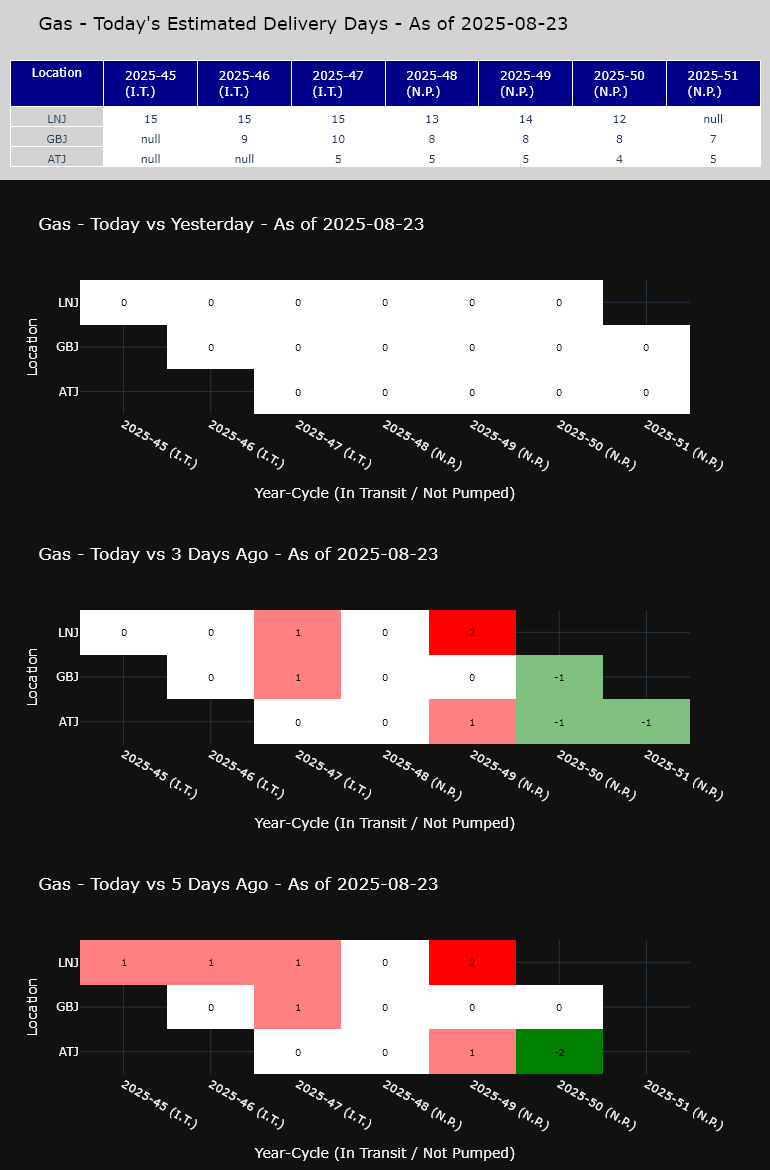 Gas - Today's Estimated Delivery Days - As of 2025-08-23
Location 2025-45 (I.T.) 2025-46 (I.T.) 2025-47 (I.T.) 2025-48 (N.P.) 2025-49 (N.P.) 2025-50 (N.P.) 2025-51 (N.P.)
LNJ 15 15 15 13 14 12 null
GBJ null 9 10 8 8 8 7
ATJ null null 5 5 5 4 5
Gas - Today vs Yesterday - As of 2025-08-23
Location
LNJ 0 0 0 0 0 0
GBJ 0 0 0 0 0 0
ATJ 0 0 0 0 0
2025-45 (I.T.) 2025-46 (I.T.) 2025-47 (I.T.) 2025-48 (N.P.) 2025-49 (N.P.) 2025-50 (N.P.) 2025-51 (N.P.)
Year-Cycle (In Transit / Not Pumped)
Gas - Today vs 3 Days Ago - As of 2025-08-23
Location
LNJ 0 0 1 0 2
GBJ 0 1 0 0 -1
ATJ 0 0 1 -1 -1
2025-45 (I.T.) 2025-46 (I.T.) 2025-47 (I.T.) 2025-48 (N.P.) 2025-49 (N.P.) 2025-50 (N.P.) 2025-51 (N.P.)
Year-Cycle (In Transit / Not Pumped)
Gas - Today vs 5 Days Ago - As of 2025-08-23
Location
LNJ 1 1 1 0 2
GBJ 0 1 0 0 0
ATJ 0 0 1 -2
2025-45 (I.T.) 2025-46 (I.T.) 2025-47 (I.T.) 2025-48 (N.P.) 2025-49 (N.P.) 2025-50 (N.P.) 2025-51 (N.P.)
Year-Cycle (In Transit / Not Pumped)